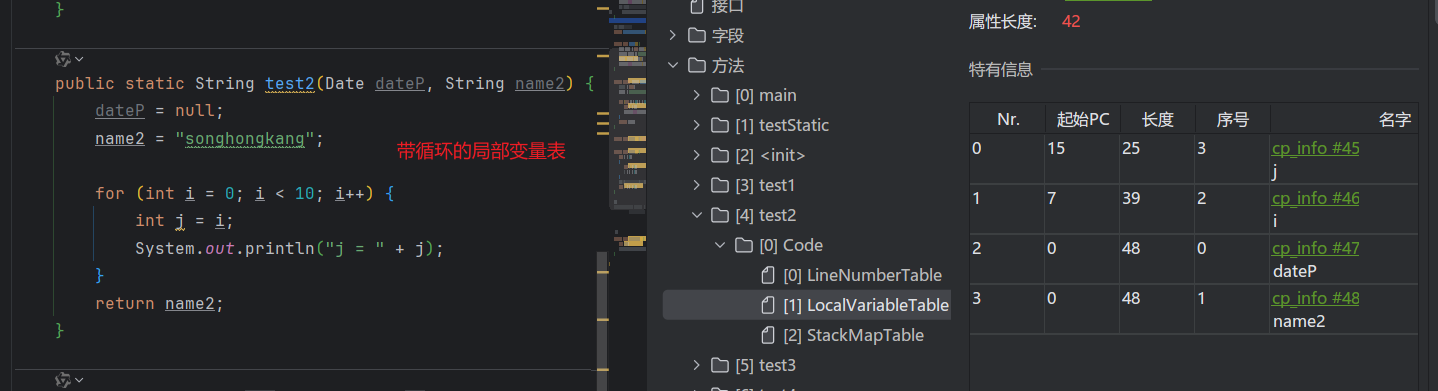 }
public static String test2(Date dateP, String name2) {
dateP = null;
name2 = "songhongkang";
带循环的局部变量表
for (int i = 0; i < 10; i++) {
int j = i;
System.out.println("j = " + j);
}
return name2;
}
接口
字段
方法
[0] main
[1] testStatic
[2] <init>
[3] test1
[4] test2
[0] Code
[0] LineNumberTable
[1] LocalVariableTable
[2] StackMapTable
[5] test3
属性长度: 42
特有信息
Nr. 起始PC 长度 序号 名字
0 15 25 3 cp_info #45
j
1 7 39 2 cp_info #46
i
2 0 48 0 cp_info #47
dateP
3 0 48 1 cp_info #48
name2